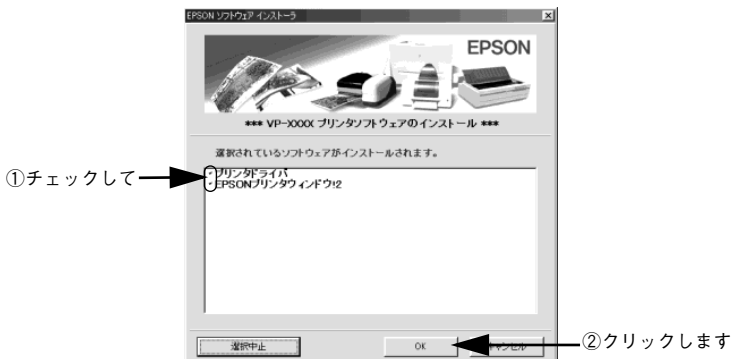 EPSON ソフトウェア インストーラ
EPSON
*** VP-XXXX プリンタソフトウェアのインストール ***
選択されているソフトウェアがインストールされます。
①チェックして
プリンタドライバ
EPSONプリンタウィンドウ!2
選択中止
OK
キャンセル
②クリックします